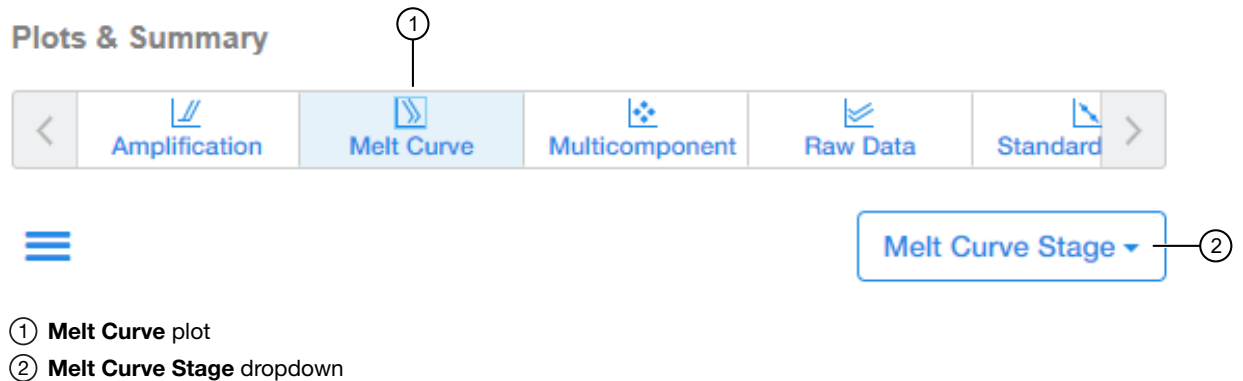 1
Plots & Summary
Amplification
Melt Curve
Multicomponent
Raw Data
Standard
Melt Curve Stage
2
1 Melt Curve plot
2 Melt Curve Stage dropdown